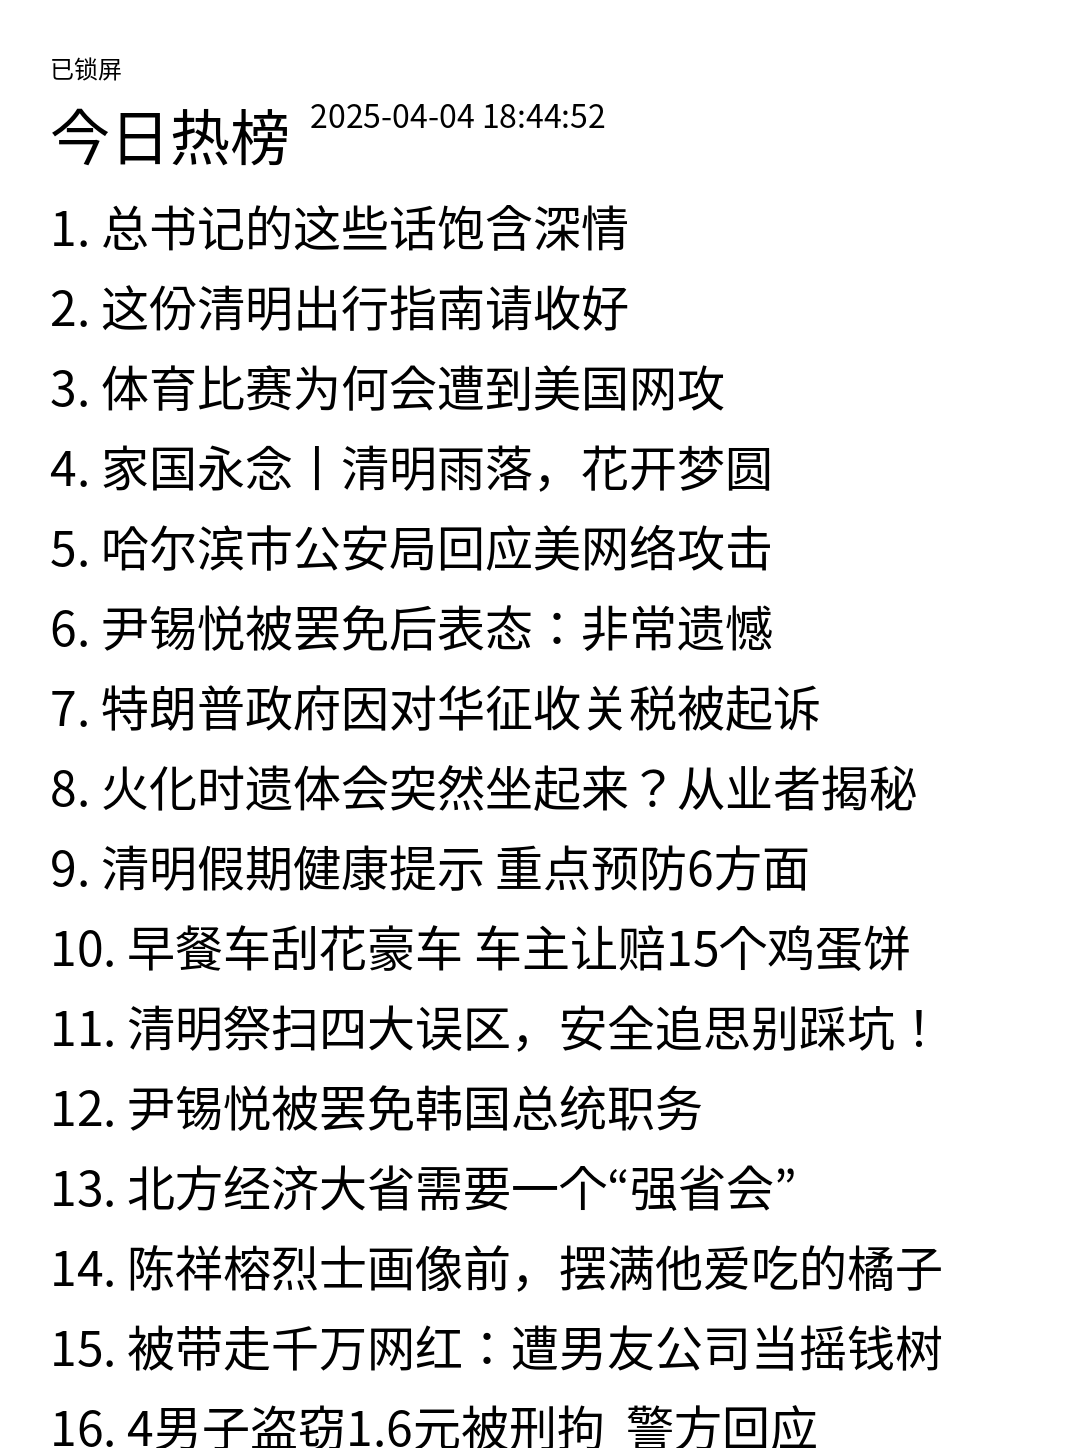 已锁屏
今日热榜 2025-04-04 18:44:52
1. 总书记的这些话饱含深情
2. 这份清明出行指南请收好
3. 体育比赛为何会遭到美国网攻
4. 家国永念丨清明雨落，花开梦圆
5. 哈尔滨市公安局回应美网络攻击
6. 尹锡悦被罢免后表态：非常遗憾
7. 特朗普政府因对华征收关税被起诉
8. 火化时遗体会突然坐起来？从业者揭秘
9. 清明假期健康提示 重点预防6方面
10. 早餐车刮花豪车 车主让赔15个鸡蛋饼
11. 清明祭扫四大误区，安全追思别踩坑！
12. 尹锡悦被罢免韩国总统职务
13. 北方经济大省需要一个“强省会”
14. 陈祥榕烈士画像前，摆满他爱吃的橘子
15. 被带走千万网红：遭男友公司当摇钱树
16. 4男子盗窃1.6元被刑拘 警方回应